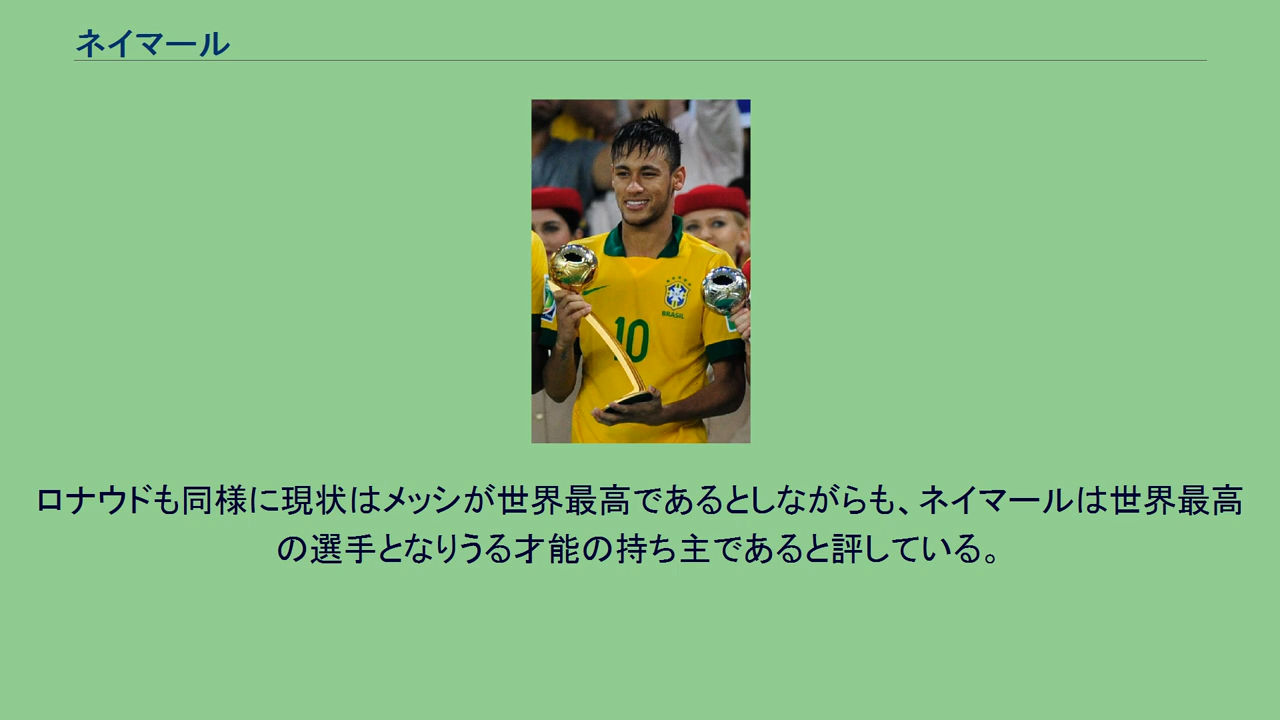 ネイマール
10
BRASIL
ロナウドも同様に現状はメッシが世界最高であるとしながらも、ネイマールは世界最高
の選手となりうる才能の持ち主であると評している。